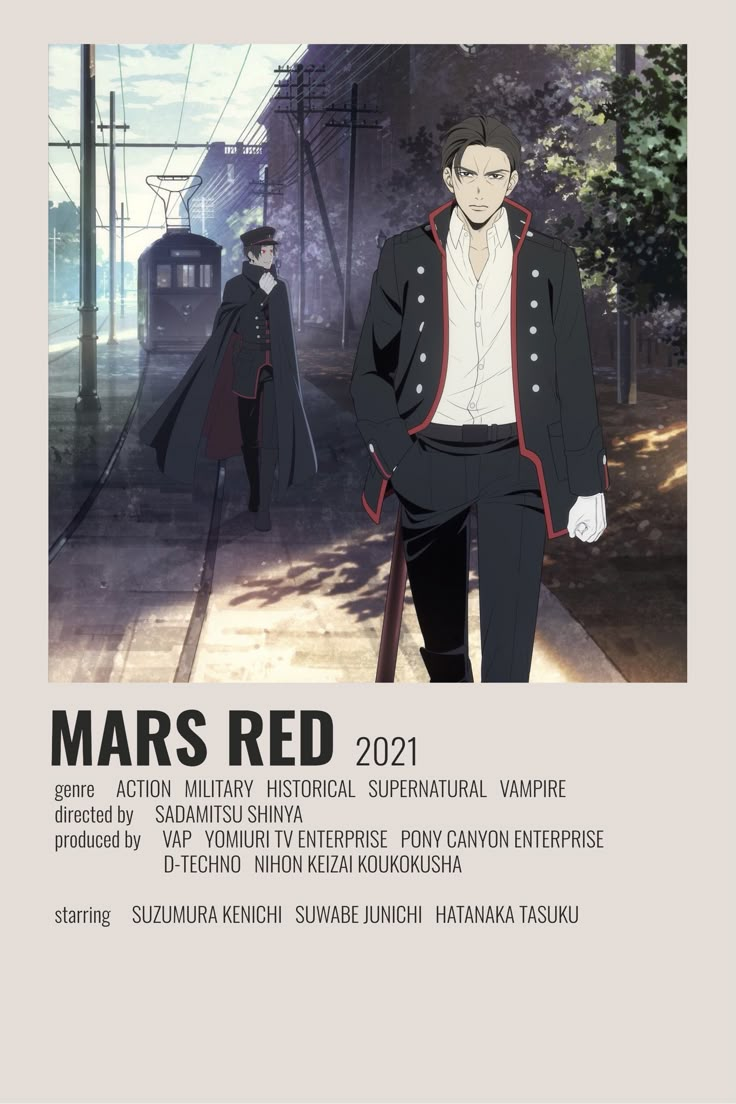 MARS RED 2021
genre ACTION MILITARY HISTORICAL SUPERNATURAL VAMPIRE
directed by SADAMITSU SHINYA
produced by VAP YOMIURI TV ENTERPRISE PONY CANYON ENTERPRISE
D-TECHNO NIHON KEIZAI KOUKOKUSHA
starring SUZUMURA KENICHI SUWABE JUNICHI HATANAKA TASUKU